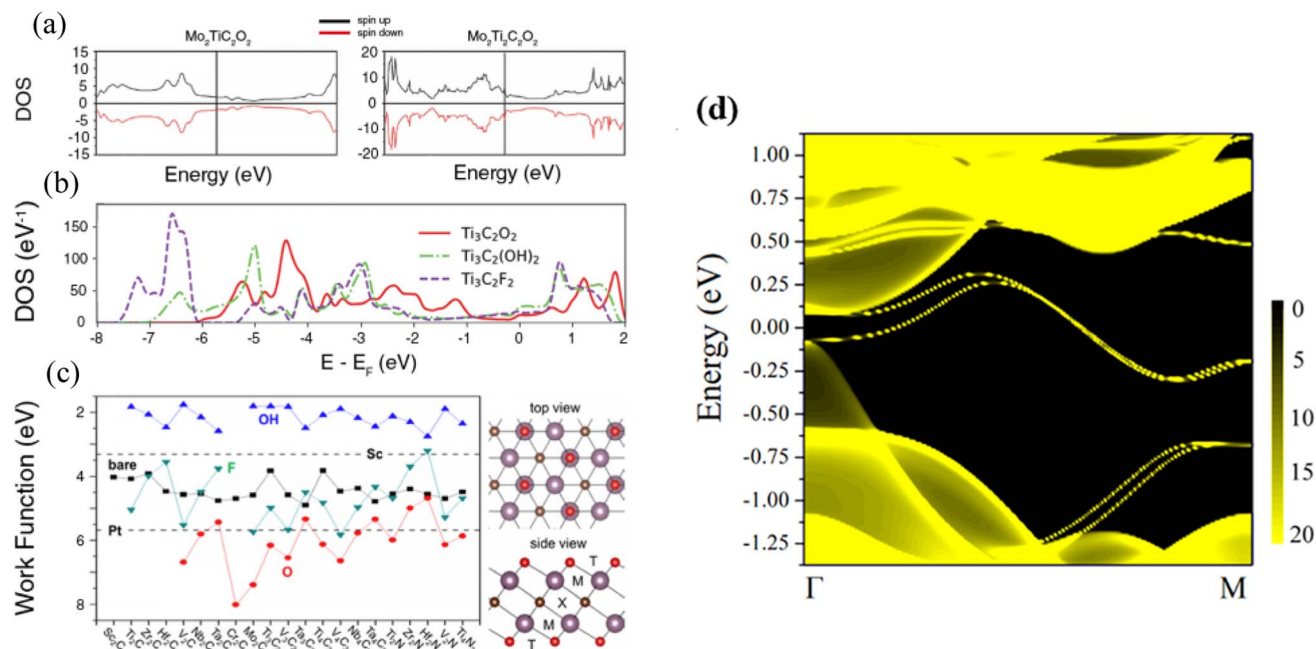 (a)
spin up
spin down
Mo₂TiC₂O₂
Mo₂Ti₂C₂O₂
DOS
15
10
5
0
-5
-10
-15
20
10
0
-10
-20
Energy (eV)
Energy (eV)
(b)
DOS (eV⁻¹)
150
100
50
0
Ti₃C₂O₂
Ti₃C₂(OH)₂
Ti₃C₂F₂
-8 -7 -6 -5 -4 -3 -2 -1 0 1 2
E - E_F (eV)
(c)
Work Function (eV)
2
4
6
8
OH
Sc
bare
F
Pt
O
top view
side view
T
M
X
M
T
(d)
Energy (eV)
1.00
0.75
0.50
0.25
0.00
-0.25
-0.50
-0.75
-1.00
-1.25
Γ M
0
5
10
15
20